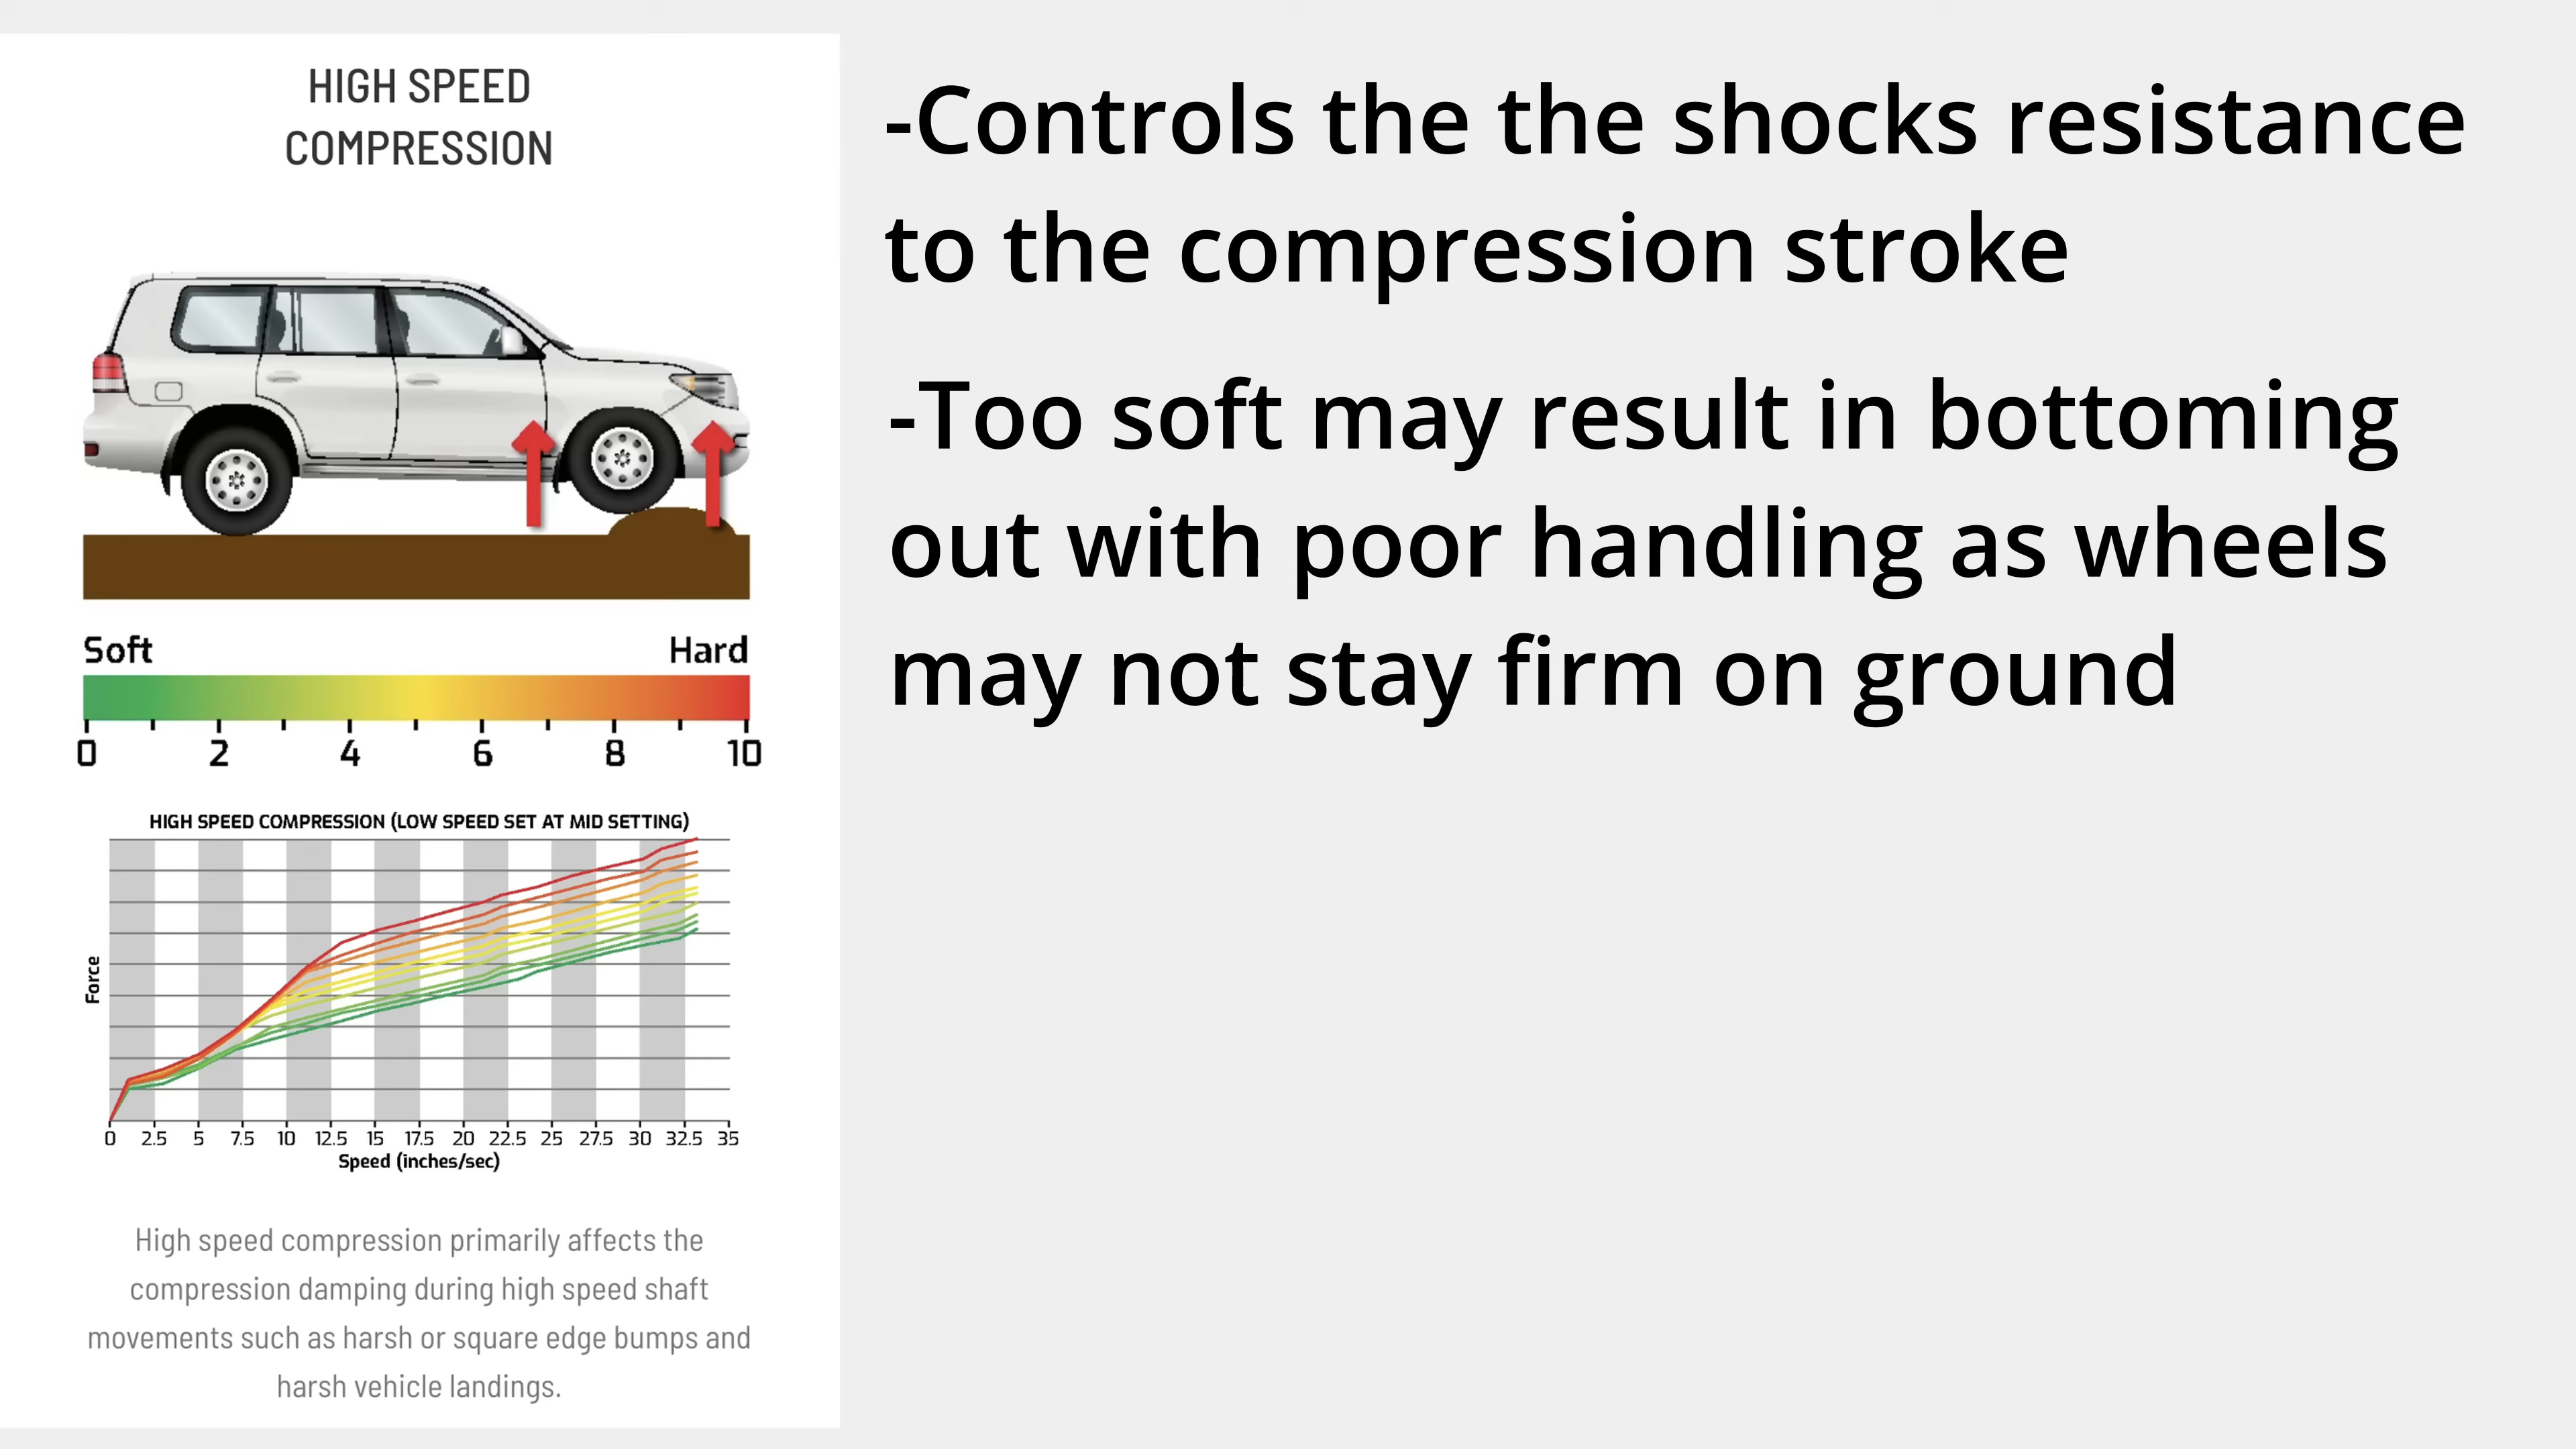 HIGH SPEED
COMPRESSION
Soft Hard
0 2 4 6 8 10
HIGH SPEED COMPRESSION (LOW SPEED SET AT MID SETTING)
Force
0 2.5 5 7.5 10 12.5 15 17.5 20 22.5 25 27.5 30 32.5 35
Speed (inches/sec)
High speed compression primarily affects the
compression damping during high speed shaft
movements such as harsh or square edge bumps and
harsh vehicle landings.
-Controls the the shocks resistance
to the compression stroke
-Too soft may result in bottoming
out with poor handling as wheels
may not stay firm on ground